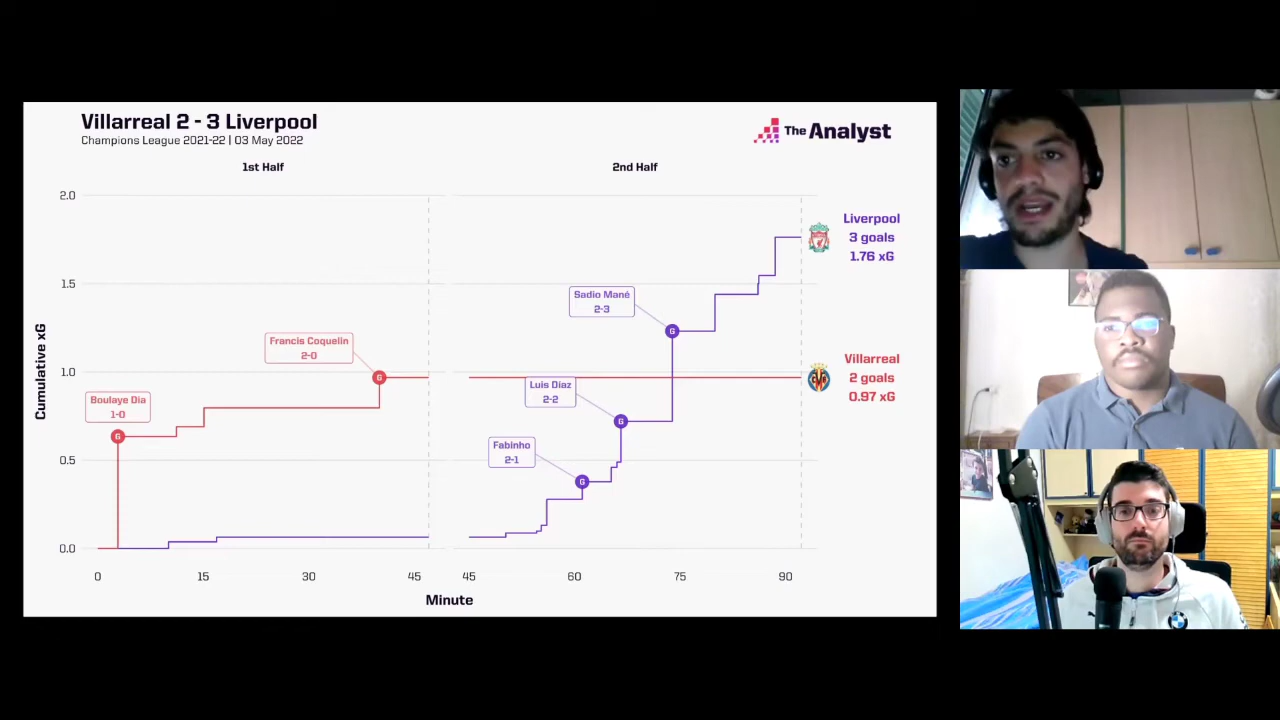 Villarreal 2 - 3 Liverpool
Champions League 2021-22 | 03 May 2022
The Analyst
1st Half
2nd Half
2.0
1.5
1.0
0.5
0.0
Cumulative xG
Boulaye Dia
1-0
G
Francis Coquelin
2-0
G
Fabinho
2-1
G
Luis Díaz
2-2
G
Sadio Mané
2-3
G
Liverpool
3 goals
1.76 xG
Villarreal
2 goals
0.97 xG
0
15
30
45
45
60
75
90
Minute